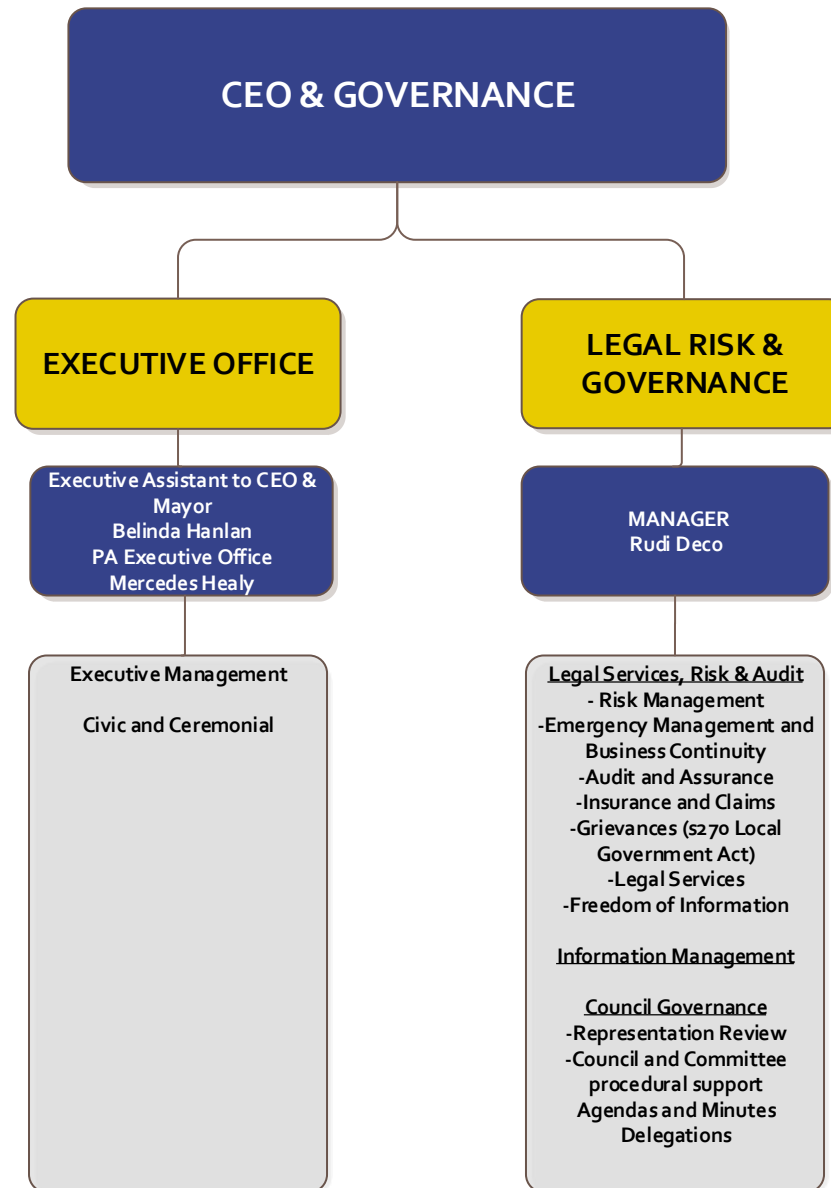 CEO & GOVERNANCE
EXECUTIVE OFFICE
Executive Assistant to CEO &
Mayor
Belinda Hanlan
PA Executive Office
Mercedes Healy
Executive Management
Civic and Ceremonial
LEGAL RISK &
GOVERNANCE
MANAGER
Rudi Deco
Legal Services, Risk & Audit
- Risk Management
-Emergency Management and
Business Continuity
-Audit and Assurance
-Insurance and Claims
-Grievances (s270 Local
Government Act)
-Legal Services
-Freedom of Information
Information Management
Council Governance
-Representation Review
-Council and Committee
procedural support
Agendas and Minutes
Delegations